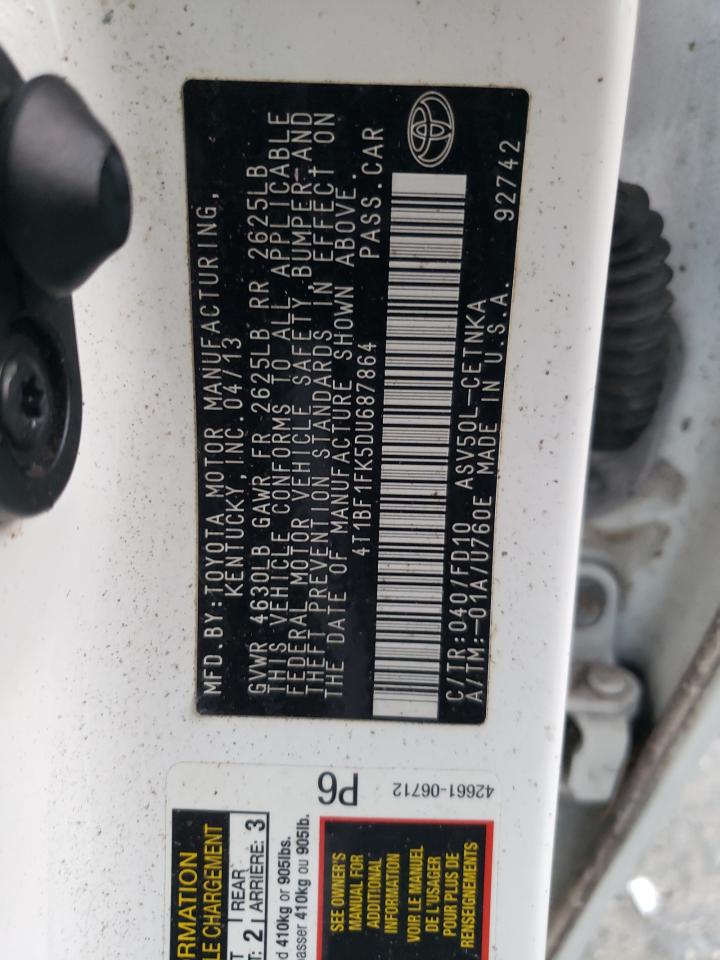 MFD.BY:TOYOTA MOTOR MANUFACTURING,
KENTUCKY, INC. 04/13
GVWR 4630LB GAWR FR 2625LB RR 2625LB
THIS VEHICLE CONFORMS TO ALL APPLICABLE
FEDERAL MOTOR VEHICLE SAFETY, BUMPER, AND
THEFT PREVENTION STANDARDS IN EFFECT ON
THE DATE OF MANUFACTURE SHOWN ABOVE.
4T1BF1FK5DU687864 PASS.CAR
C/TR:040/FD10 ASV50L-CETNKA
A/TM:-01A/U760E MADE IN U.S.A. 92742
P6
42661-06712
LE CHARGEMENT
2 REAR
ARRIÈRE: 3
410kg or 905lbs.
410kg ou 905lb.
SEE OWNER'S
MANUAL FOR
ADDITIONAL
INFORMATION
VOIR LE MANUEL
DE L'USAGER
POUR PLUS DE
RENSEIGNEMENTS